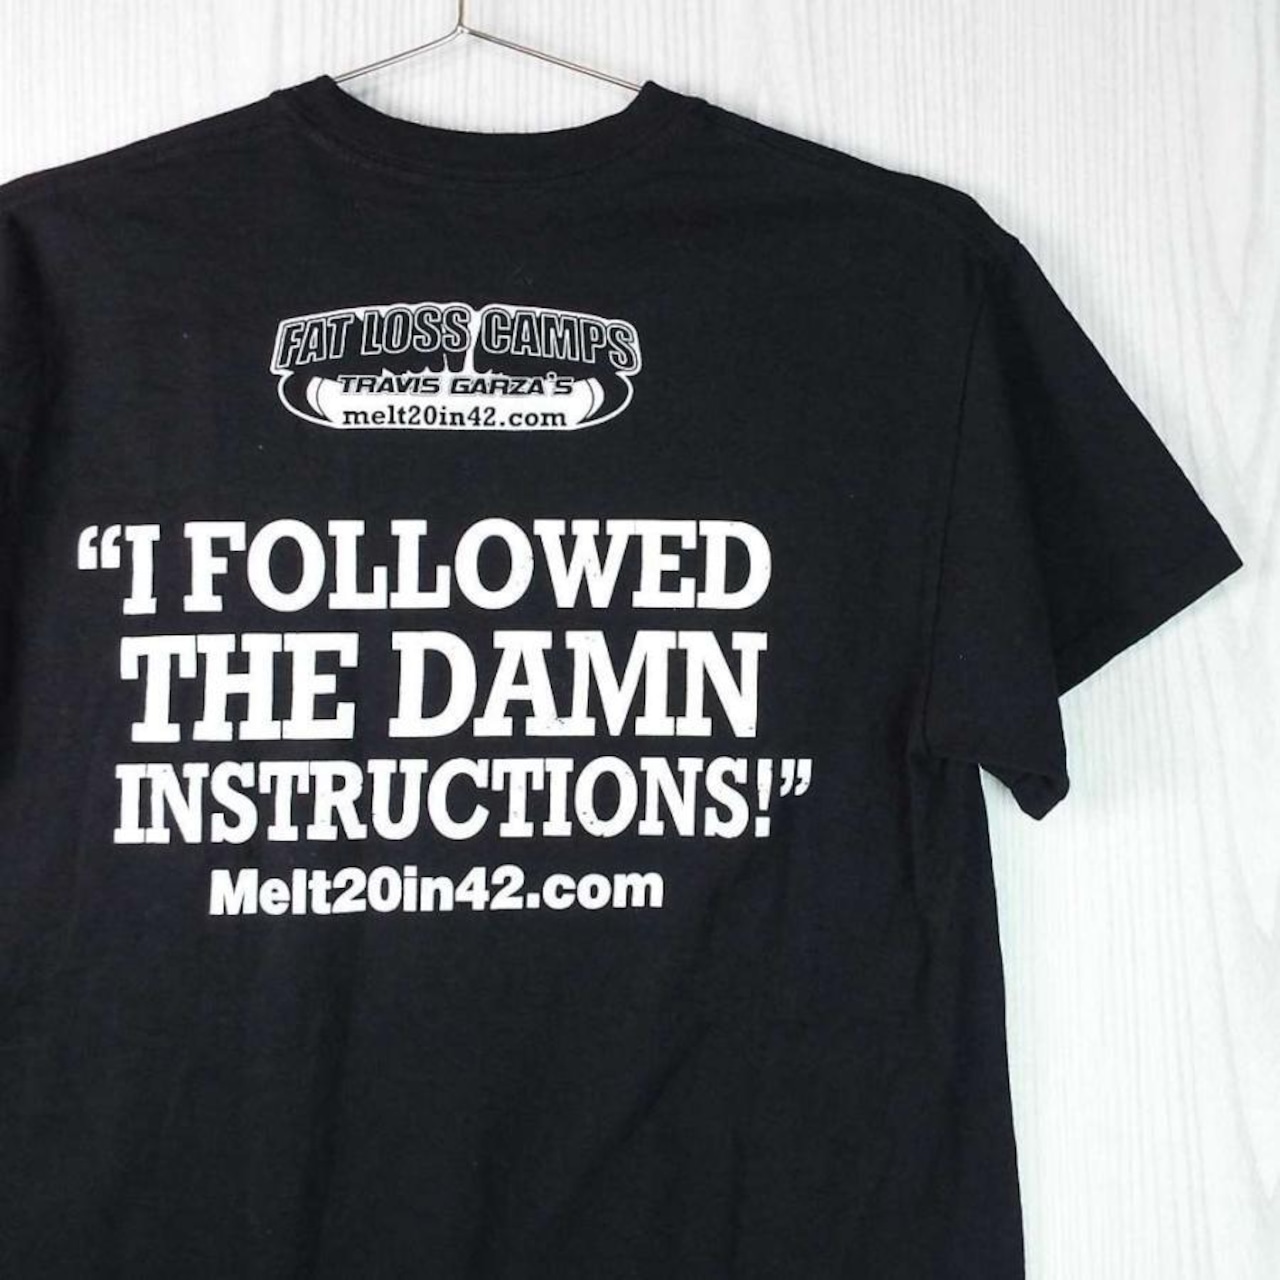 FAT LOSS CAMPS
TRAVIS GARZA'S
melt20in42.com
“I FOLLOWED
THE DAMN
INSTRUCTIONS!”
Melt20in42.com